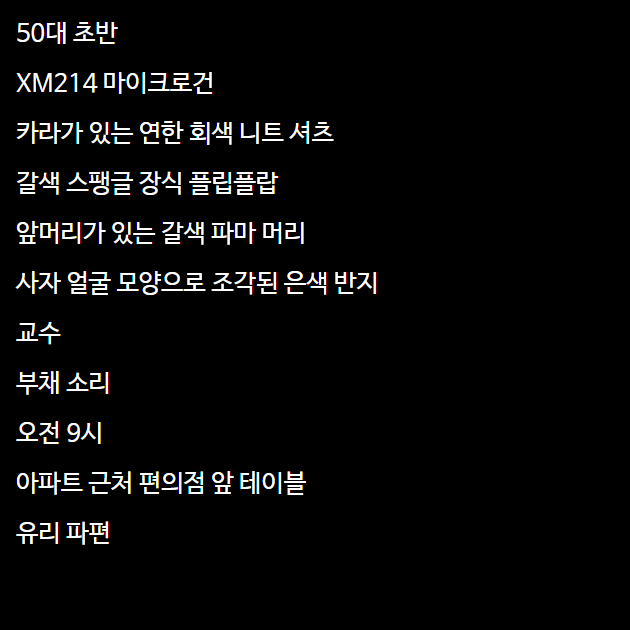 50대 초반
XM214 마이크로건
카라가 있는 연한 회색 니트 셔츠
갈색 스팽글 장식 플립플랍
앞머리가 있는 갈색 파마 머리
사자 얼굴 모양으로 조각된 은색 반지
교수
부채 소리
오전 9시
아파트 근처 편의점 앞 테이블
유리 파편